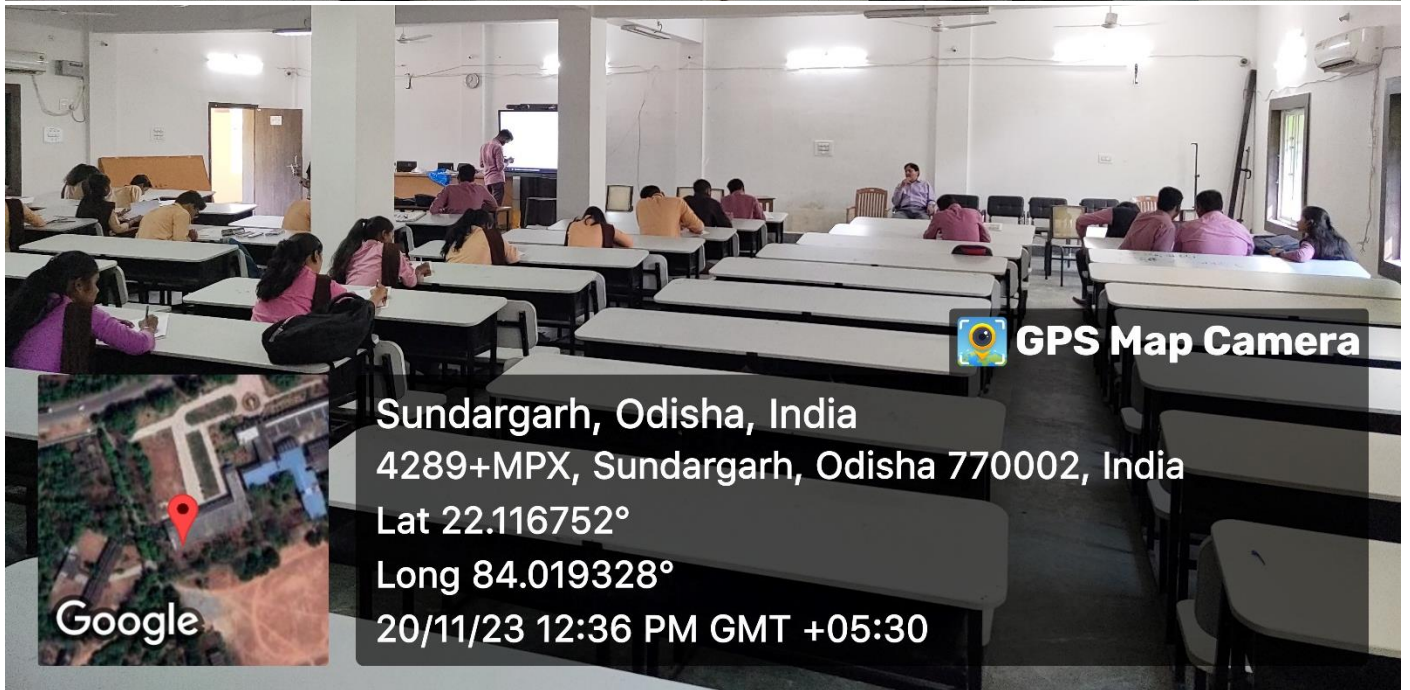 GPS Map Camera
Sundargarh, Odisha, India
4289+MPX, Sundargarh, Odisha 770002, India
Lat 22.116752°
Long 84.019328°
20/11/23 12:36 PM GMT +05:30
Google